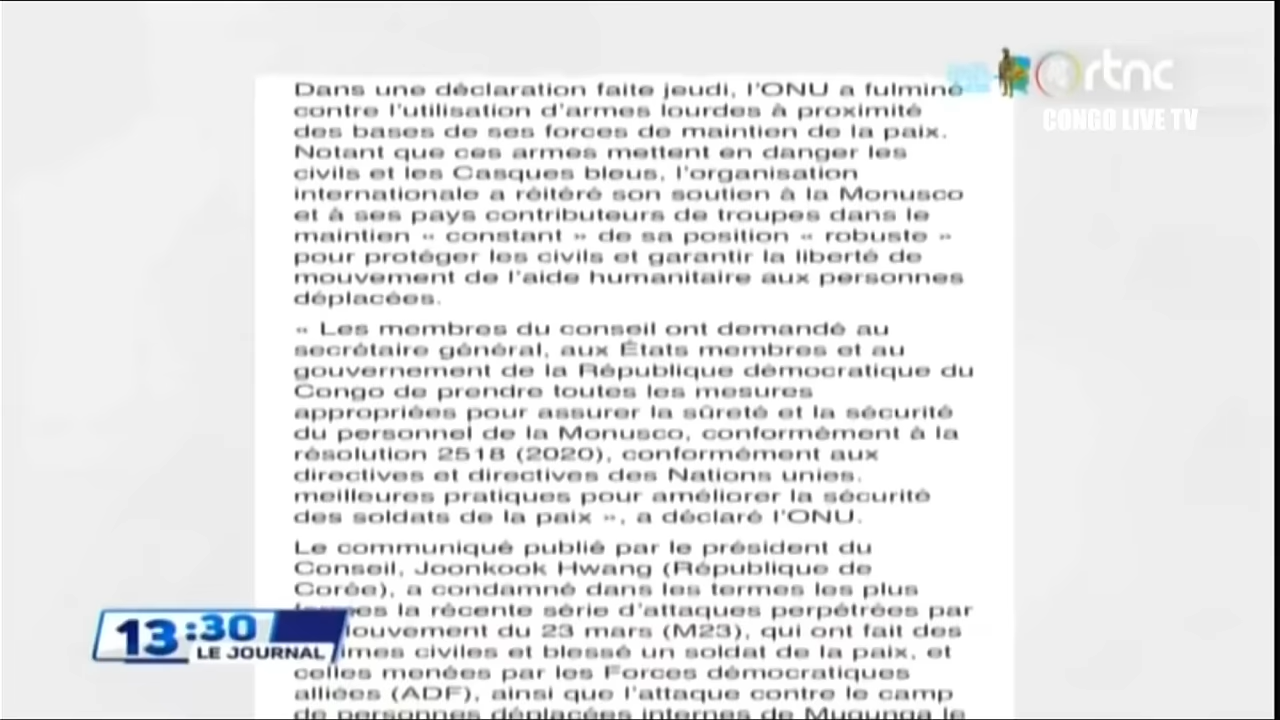 rtnc
CONGO LIVE TV
Dans une déclaration faite jeudi, l'ONU a fulminé
contre l'utilisation d'armes lourdes à proximité
des bases de ses forces de maintien de la paix.
Notant que ces armes mettent en danger les
civils et les Casques bleus, l'organisation
internationale a réitéré son soutien à la Monusco
et à ses pays contributeurs de troupes dans le
maintien « constant » de sa position « robuste »
pour protéger les civils et garantir la liberté de
mouvement de l'aide humanitaire aux personnes
déplacées.
« Les membres du conseil ont demandé au
secrétaire général, aux États membres et au
gouvernement de la République démocratique du
Congo de prendre toutes les mesures
appropriées pour assurer la sûreté et la sécurité
du personnel de la Monusco, conformément à la
résolution 2518 (2020), conformément aux
directives et directives des Nations unies.
meilleures pratiques pour améliorer la sécurité
des soldats de la paix », a déclaré l'ONU.
Le communiqué publié par le président du
Conseil, Joonkook Hwang (République de
Corée), a condamné dans les termes les plus
la récente série d'attaques perpétrées par
du 23 mars (M23), qui ont fait des
civiles et blessé un soldat de la paix, et
celles menées par les Forces démocratiques
alliées (ADF), ainsi que l'attaque contre le camp
de personnes déplacées internes de Mugunga le
13:30
LE JOURNAL